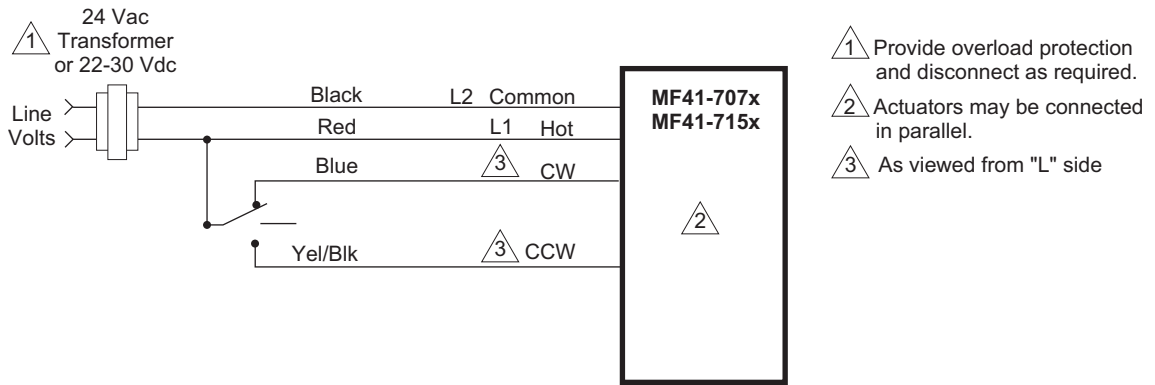 24 Vac
1 Transformer
or 22-30 Vdc
Line
Volts
Black L2 Common
Red L1 Hot
Blue 3 CW
Yel/Blk 3 CCW
MF41-707x
MF41-715x
2
1 Provide overload protection
and disconnect as required.
2 Actuators may be connected
in parallel.
3 As viewed from "L" side